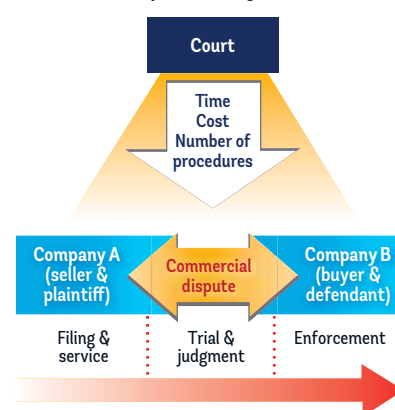 Court
Time
Cost
Number of
procedures
Company A
(seller &
plaintiff)
Commercial
dispute
Company B
(buyer &
defendant)
Filing &
service
Trial &
judgment
Enforcement